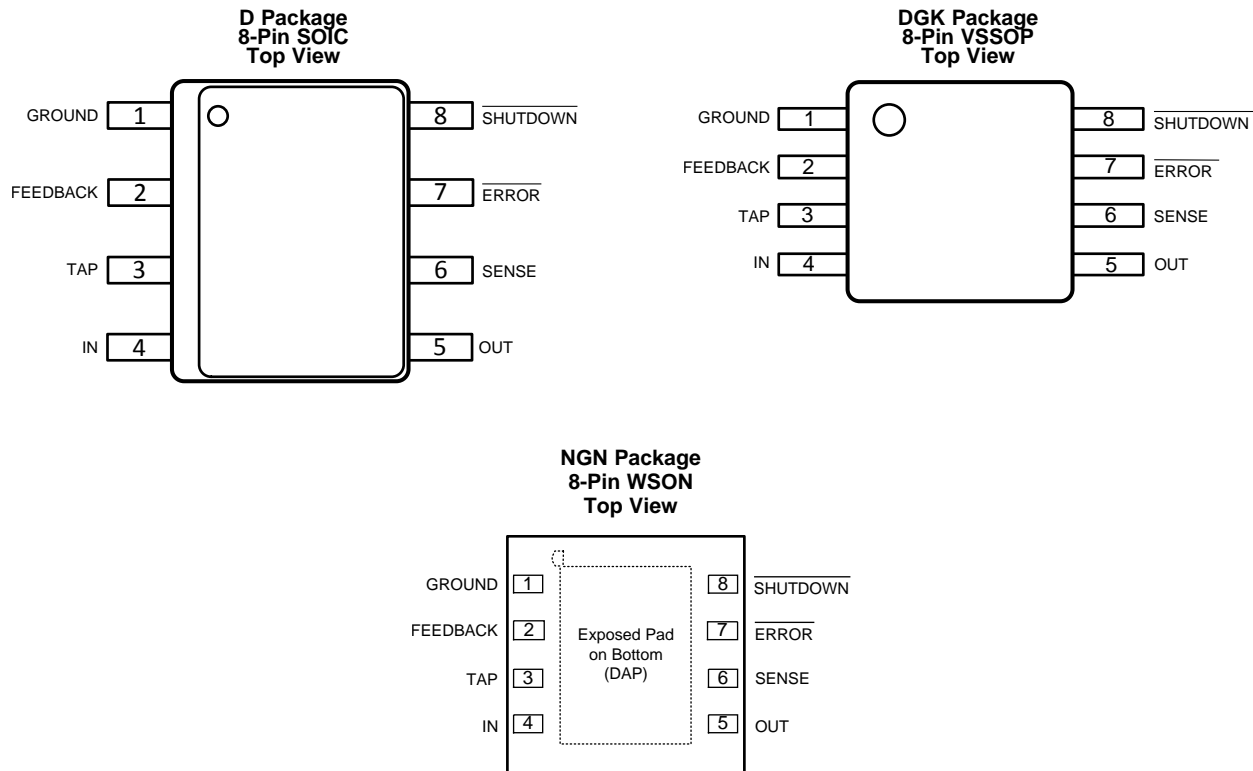 D Package
8-Pin SOIC
Top View
GROUND 1
8 SHUTDOWN
FEEDBACK 2
7 ERROR
TAP 3
6 SENSE
IN 4
5 OUT
DGK Package
8-Pin VSSOP
Top View
GROUND 1
8 SHUTDOWN
FEEDBACK 2
7 ERROR
TAP 3
6 SENSE
IN 4
5 OUT
NGN Package
8-Pin WSON
Top View
GROUND 1
8 SHUTDOWN
FEEDBACK 2
7 ERROR
TAP 3
6 SENSE
IN 4
5 OUT
Exposed Pad
on Bottom
(DAP)